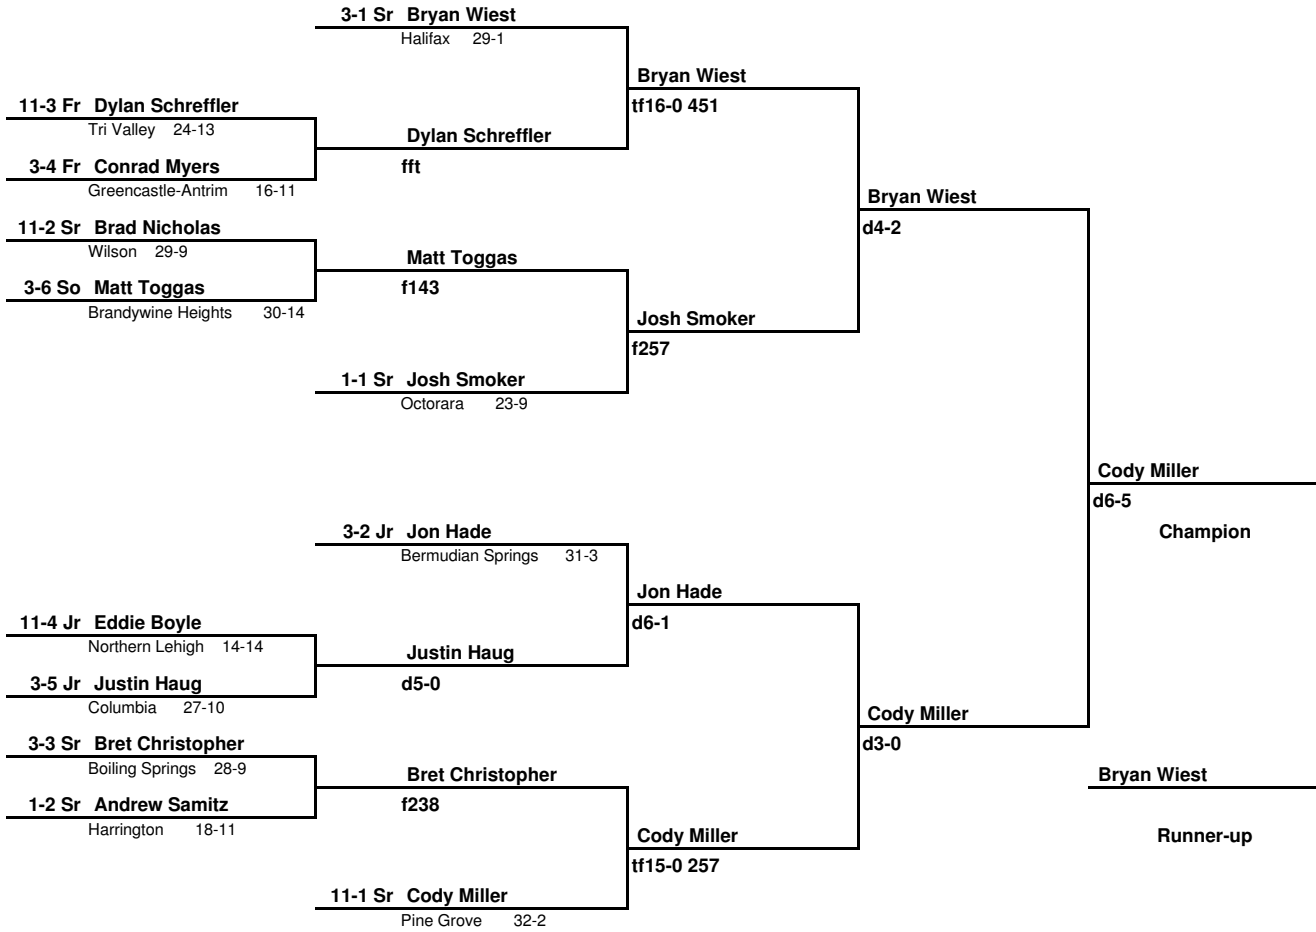 3-1 Sr Bryan Wiest
Halifax 29-1
Bryan Wiest
tf16-0 451
11-3 Fr Dylan Schreffler
Tri Valley 24-13
Dylan Schreffler
fft
3-4 Fr Conrad Myers
Greencastle-Antrim 16-11
Bryan Wiest
d4-2
11-2 Sr Brad Nicholas
Wilson 29-9
Matt Toggas
f143
3-6 So Matt Toggas
Brandywine Heights 30-14
Josh Smoker
f257
1-1 Sr Josh Smoker
Octorara 23-9
Cody Miller
d6-5
Champion
3-2 Jr Jon Hade
Bermudian Springs 31-3
Jon Hade
d6-1
11-4 Jr Eddie Boyle
Northern Lehigh 14-14
Justin Haug
d5-0
3-5 Jr Justin Haug
Columbia 27-10
Cody Miller
d3-0
3-3 Sr Bret Christopher
Boiling Springs 28-9
Bret Christopher
f238
Bryan Wiest
1-2 Sr Andrew Samitz
Harrington 18-11
Cody Miller
tf15-0 257
Runner-up
11-1 Sr Cody Miller
Pine Grove 32-2